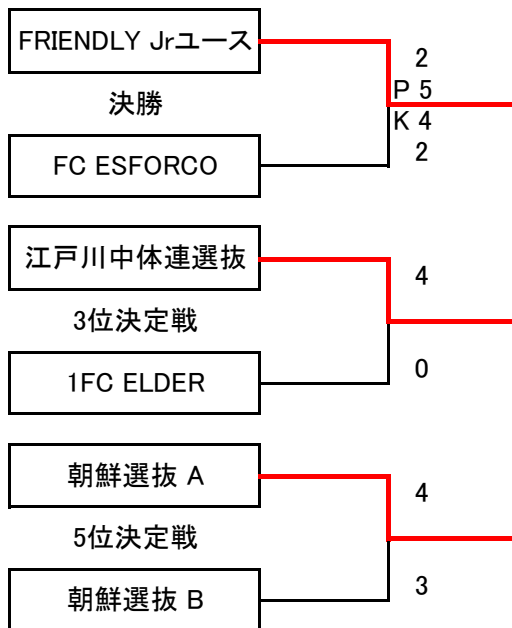 FRIENDLY Jrユース
2
P 5
決勝
K 4
2
FC ESFORCO
江戸川中体連選抜
4
3位決定戦
0
1FC ELDER
朝鮮選抜 A
4
5位決定戦
3
朝鮮選抜 B